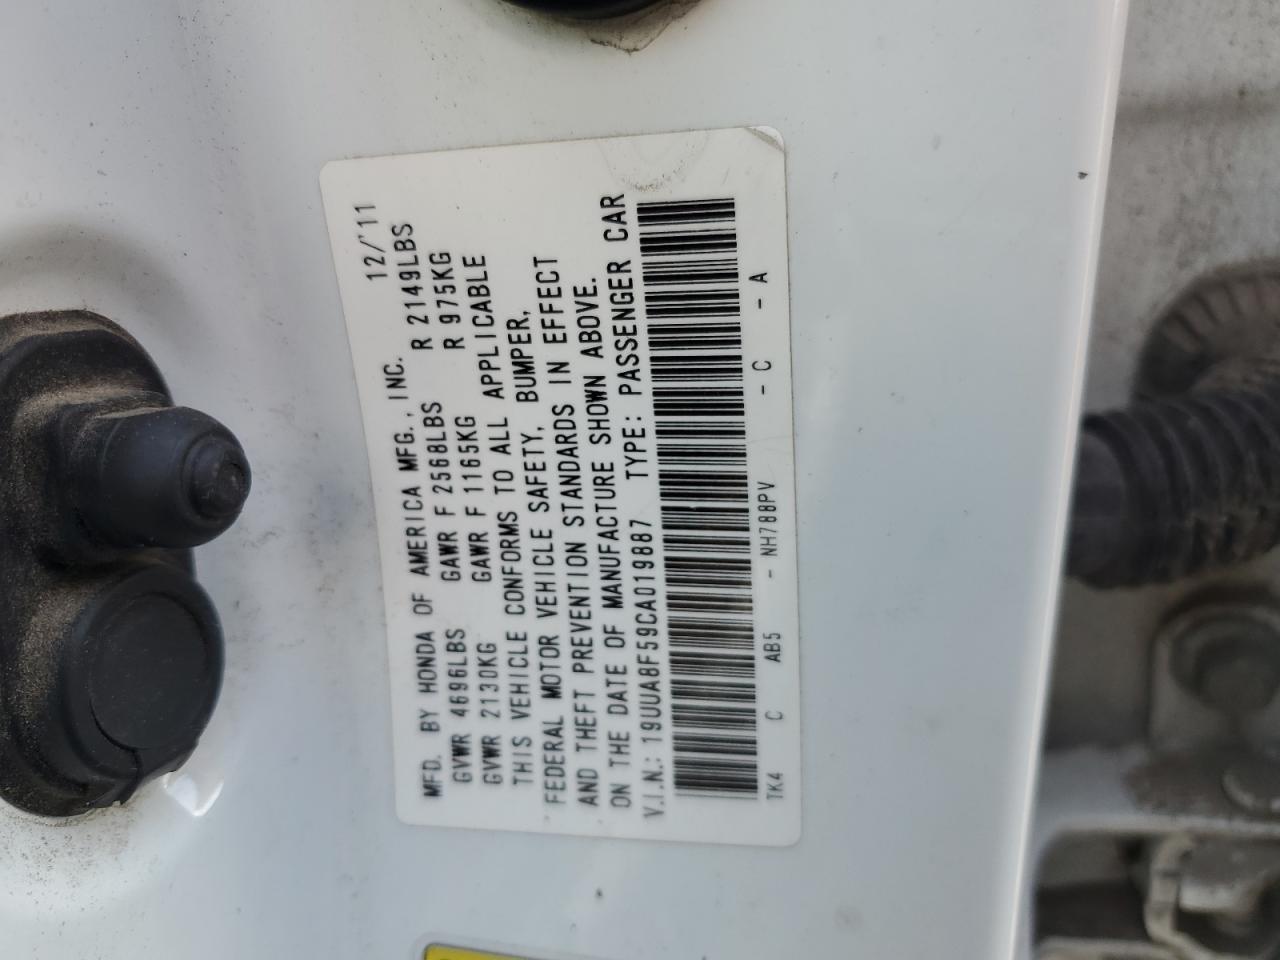 MFD. BY HONDA OF AMERICA MFG., INC. 12/'11
GVWR 4696LBS GAWR F 2568LBS R 2149LBS
GVWR 2130KG GAWR F 1165KG R 975KG
THIS VEHICLE CONFORMS TO ALL APPLICABLE
FEDERAL MOTOR VEHICLE SAFETY, BUMPER,
AND THEFT PREVENTION STANDARDS IN EFFECT
ON THE DATE OF MANUFACTURE SHOWN ABOVE.
V.I.N.: 19UUA8F59CA019887 TYPE: PASSENGER CAR
TK4 C AB5 - NH788PV - C - A